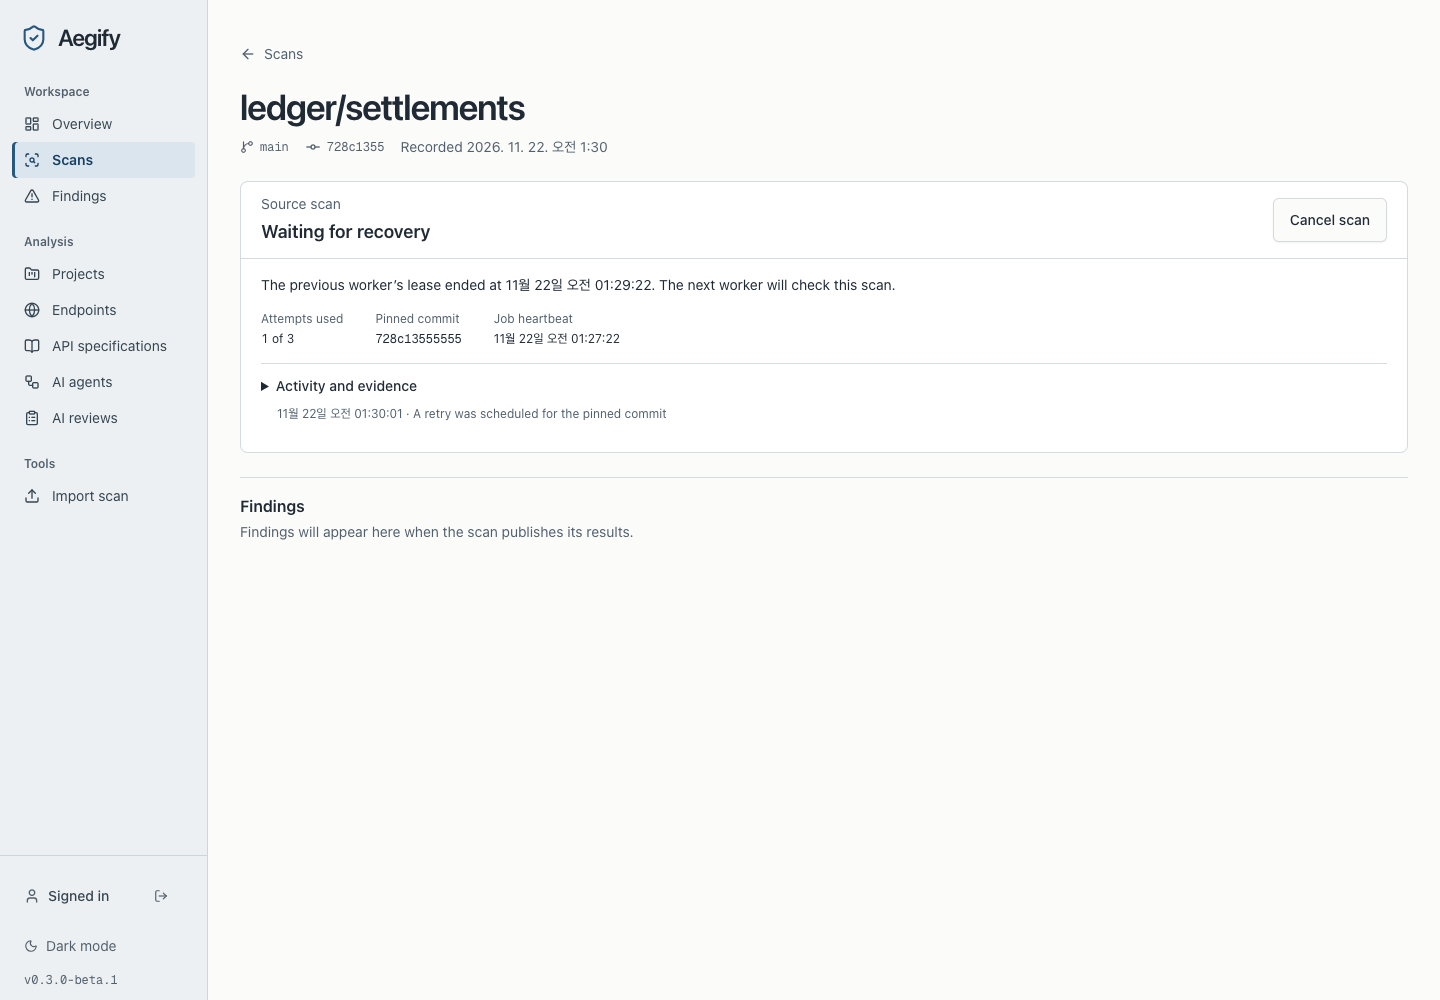 Aegify
Workspace
Overview
Scans
Findings
Analysis
Projects
Endpoints
API specifications
AI agents
AI reviews
Tools
Import scan
Signed in
Dark mode
v0.3.0-beta.1
Scans
ledger/settlements
main 728c1355 Recorded 2026. 11. 22. 오전 1:30
Source scan
Waiting for recovery
Cancel scan
The previous worker’s lease ended at 11월 22일 오전 01:29:22. The next worker will check this scan.
Attempts used Pinned commit Job heartbeat
1 of 3 728c13555555 11월 22일 오전 01:27:22
Activity and evidence
11월 22일 오전 01:30:01 · A retry was scheduled for the pinned commit
Findings
Findings will appear here when the scan publishes its results.